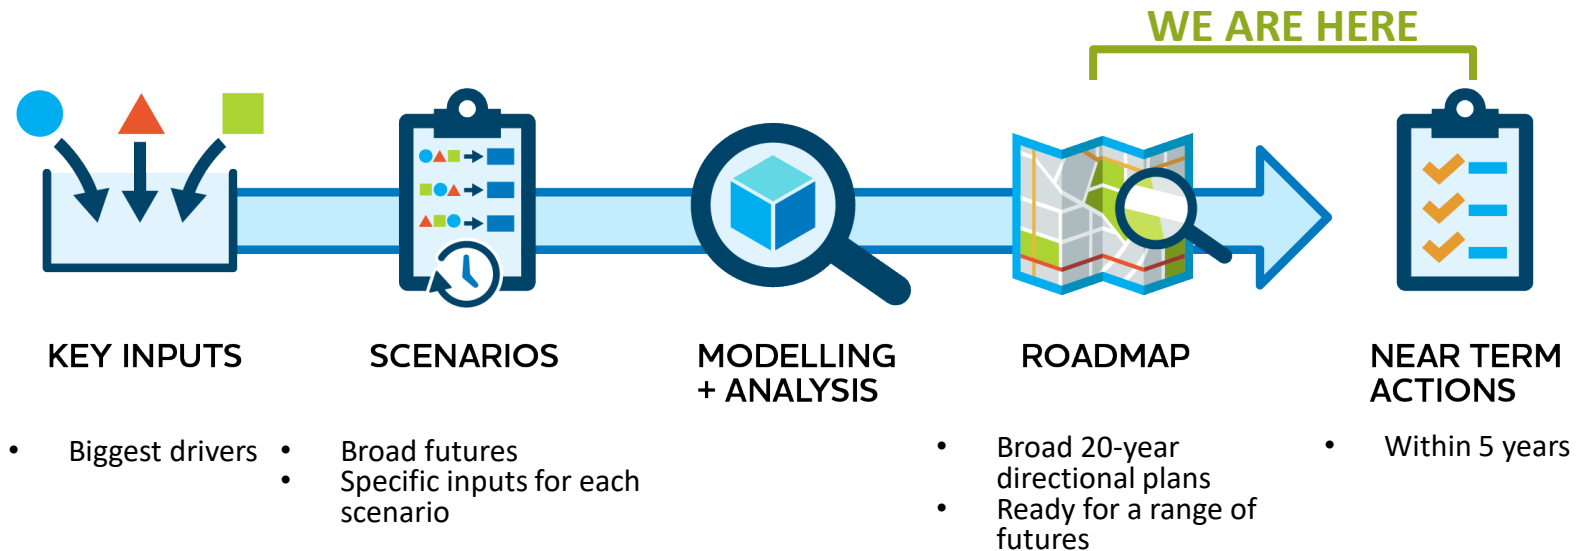 WE ARE HERE
KEY INPUTS
• Biggest drivers
SCENARIOS
• Broad futures
• Specific inputs for each
scenario
MODELLING
+ ANALYSIS
ROADMAP
• Broad 20-year
directional plans
• Ready for a range of
futures
NEAR TERM
ACTIONS
• Within 5 years